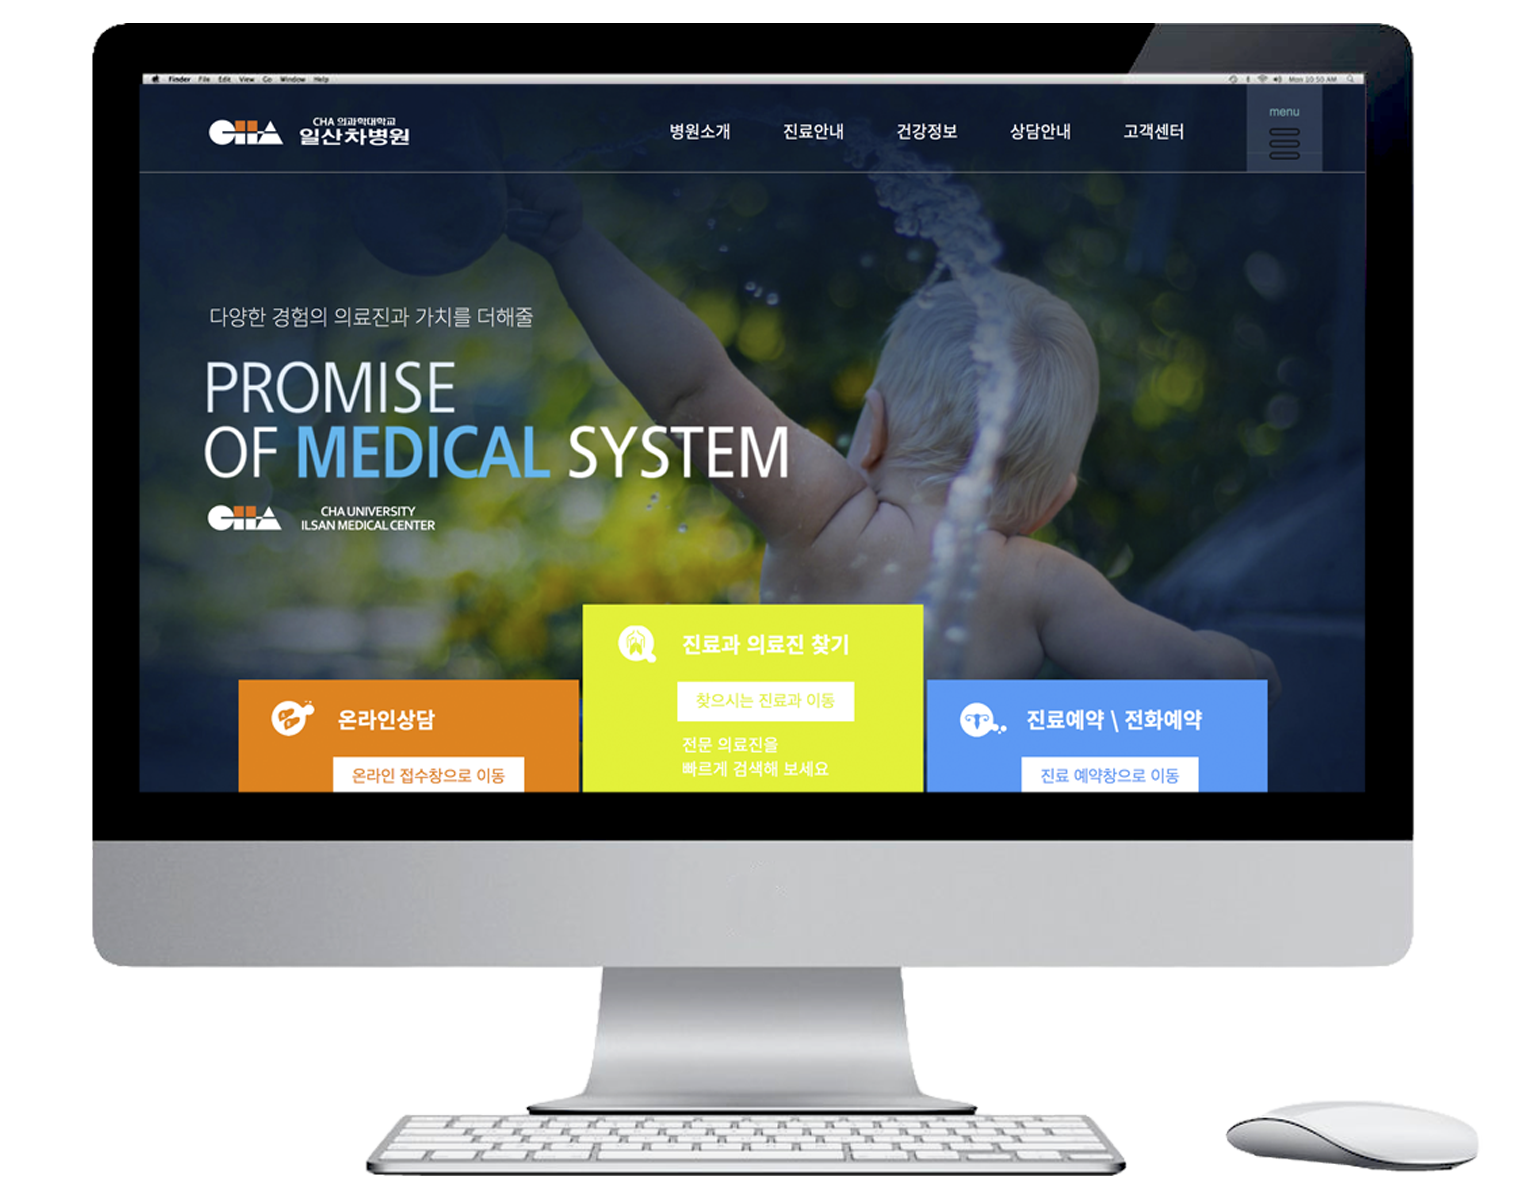 Finder File Edit View Go Window Help
Mon 10:50 AM
CHA
CHA 의과학대학교
일산차병원
병원소개 진료안내 건강정보 상담안내 고객센터
menu
다양한 경험의 의료진과 가치를 더해줄
PROMISE
OF MEDICAL SYSTEM
CHA
CHA UNIVERSITY
ILSAN MEDICAL CENTER
온라인상담
온라인 접수창으로 이동
진료과 의료진 찾기
찾으시는 진료과 이동
전문 의료진을
빠르게 검색해 보세요
진료예약 \ 전화예약
진료 예약창으로 이동